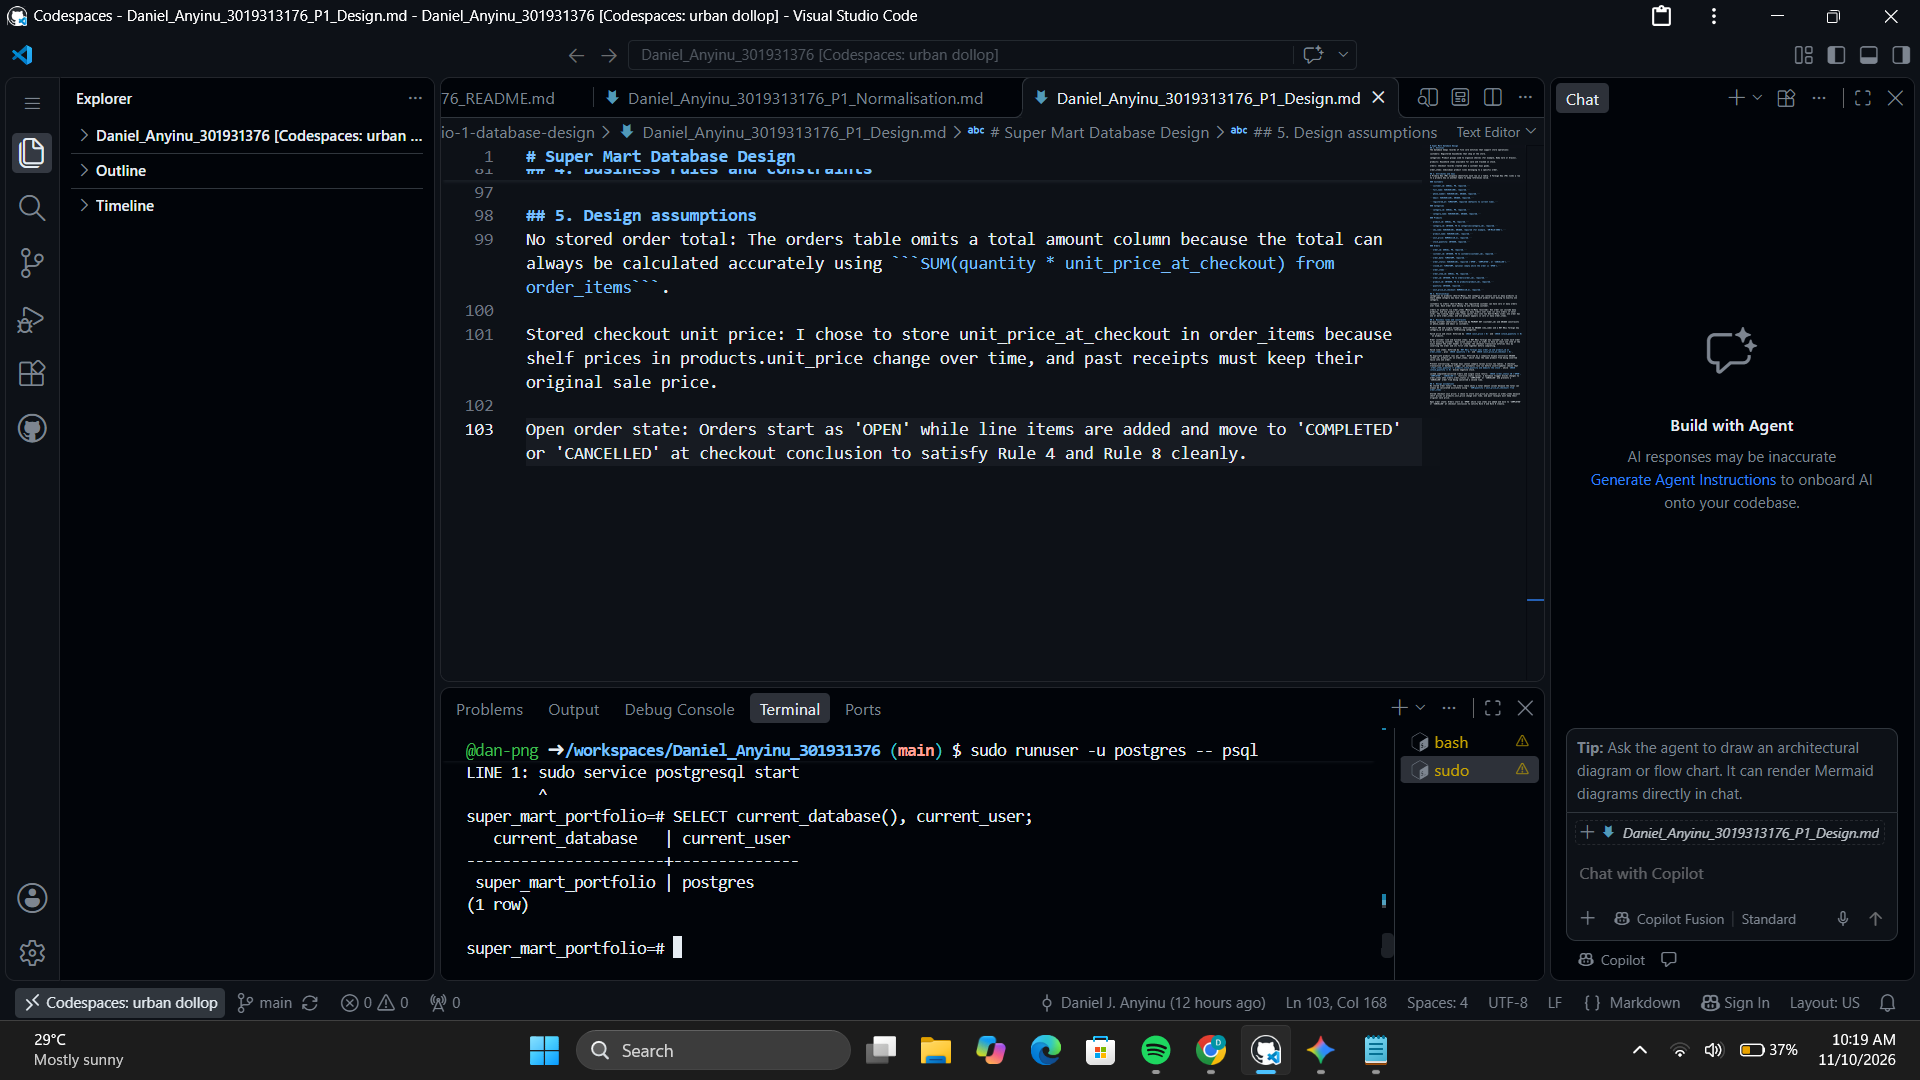 Codespaces - Daniel_Anyinu_3019313176_P1_Design.md - Daniel_Anyinu_301931376 [Codespaces: urban dollop] - Visual Studio Code
Daniel_Anyinu_301931376 [Codespaces: urban dollop]
Explorer
Daniel_Anyinu_301931376 [Codespaces: urban ...
Outline
Timeline
76_README.md
Daniel_Anyinu_3019313176_P1_Normalisation.md
Daniel_Anyinu_3019313176_P1_Design.md
io-1-database-design > Daniel_Anyinu_3019313176_P1_Design.md > # Super Mart Database Design > ## 5. Design assumptions
Text Editor
1 # Super Mart Database Design
81 ## 4. Business rules and constraints
97
98 ## 5. Design assumptions
99 No stored order total: The orders table omits a total amount column because the total can
always be calculated accurately using ```SUM(quantity * unit_price_at_checkout) from
order_items```.
100
101 Stored checkout unit price: I chose to store unit_price_at_checkout in order_items because
shelf prices in products.unit_price change over time, and past receipts must keep their
original sale price.
102
103 Open order state: Orders start as 'OPEN' while line items are added and move to 'COMPLETED'
or 'CANCELLED' at checkout conclusion to satisfy Rule 4 and Rule 8 cleanly.
Problems Output Debug Console Terminal Ports
@dan-png ➜/workspaces/Daniel_Anyinu_301931376 (main) $ sudo runuser -u postgres -- psql
LINE 1: sudo service postgresql start
^
super_mart_portfolio=# SELECT current_database(), current_user;
current_database | current_user
----------------------+--------------
super_mart_portfolio | postgres
(1 row)
super_mart_portfolio=#
bash
sudo
Chat
Build with Agent
AI responses may be inaccurate
Generate Agent Instructions to onboard AI
onto your codebase.
Tip: Ask the agent to draw an architectural
diagram or flow chart. It can render Mermaid
diagrams directly in chat.
Daniel_Anyinu_3019313176_P1_Design.md
Chat with Copilot
Copilot Fusion Standard
Copilot
Codespaces: urban dollop main 0 0 0
Daniel J. Anyinu (12 hours ago) Ln 103, Col 168 Spaces: 4 UTF-8 LF {} Markdown Sign In Layout: US
29°C
Mostly sunny
Search
37%
10:19 AM
11/10/2026